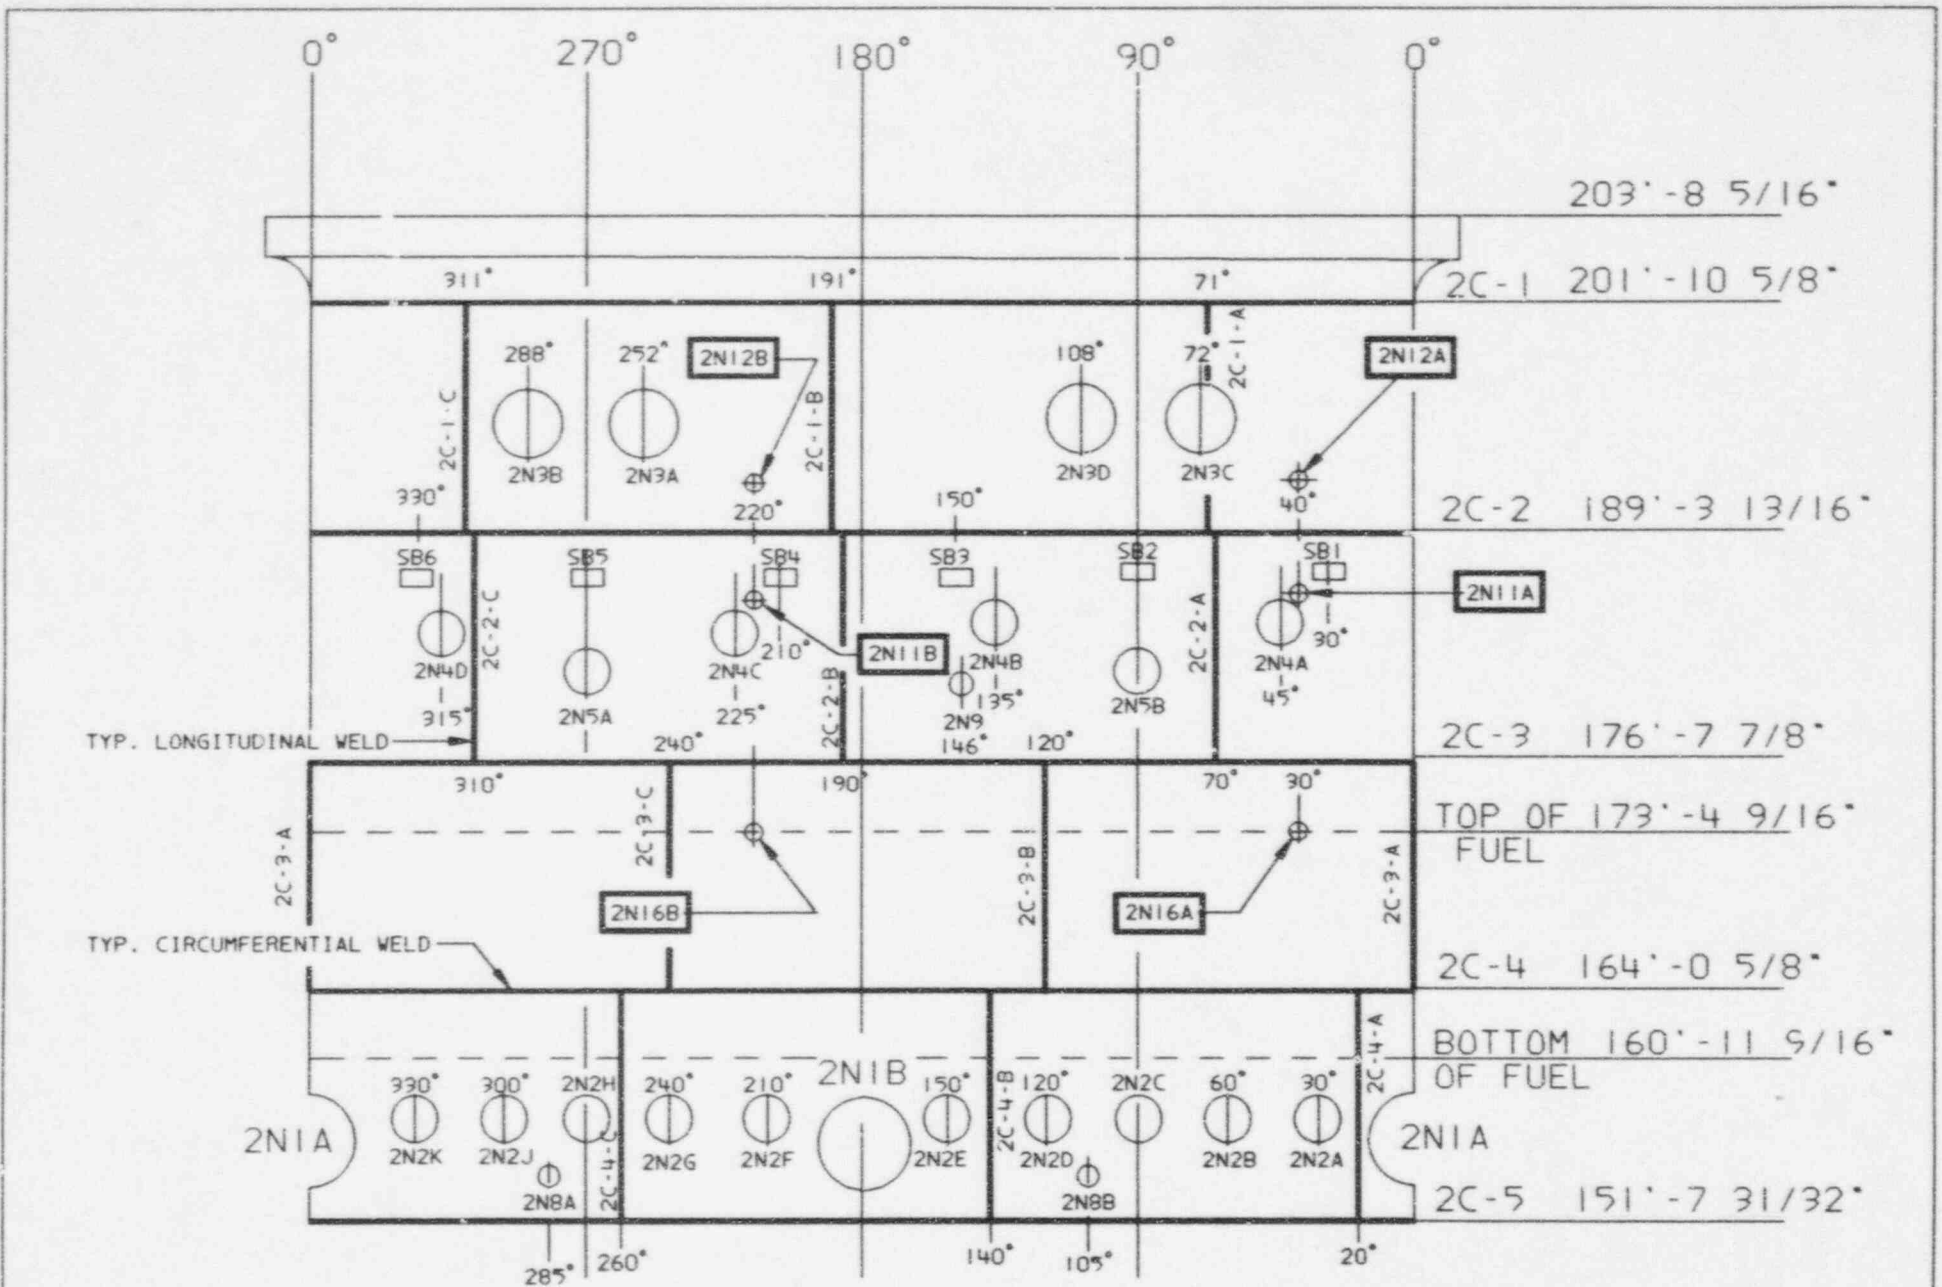 0° 270° 180° 90° 0°
203'-8 5/16"
311° 191° 71° 2C-1 201'-10 5/8"
2C-1-A
288° 252° 2N12B 108° 72° 2N12A
2C-1-C 2C-1-B
2N3B 2N3A 2N3D 2N3C
330° 220° 150° 40° 2C-2 189'-3 13/16"
SB6 SB5 SB4 SB3 SB2 SB1
2N11A
2C-2-C 2C-2-A
210° 2N11B 30°
2N4D 2N4C 2N4B 2N4A
315° 2N5A 225° 2C-2-B 2N9 135° 2N5B 45°
TYP. LONGITUDINAL WELD 240° 146° 120° 2C-3 176'-7 7/8"
310° 190° 70° 30°
2C-3-A 2C-3-C 2C-3-B 2C-3-A
TOP OF 173'-4 9/16"
FUEL
2N16B 2N16A
TYP. CIRCUMFERENTIAL WELD 2C-4 164'-0 5/8"
2C-4-A
BOTTOM 160'-11 9/16"
OF FUEL
330° 300° 2N2H 240° 210° 2N1B 150° 120° 2N2C 60° 30°
2C-4-C 2C-4-B
2N1A 2N2K 2N2J 2N2G 2N2F 2N2E 2N2D 2N2B 2N2A 2N1A
2N8A 2N8B 2C-5 151'-7 31/32"
285° 260° 140° 105° 20°